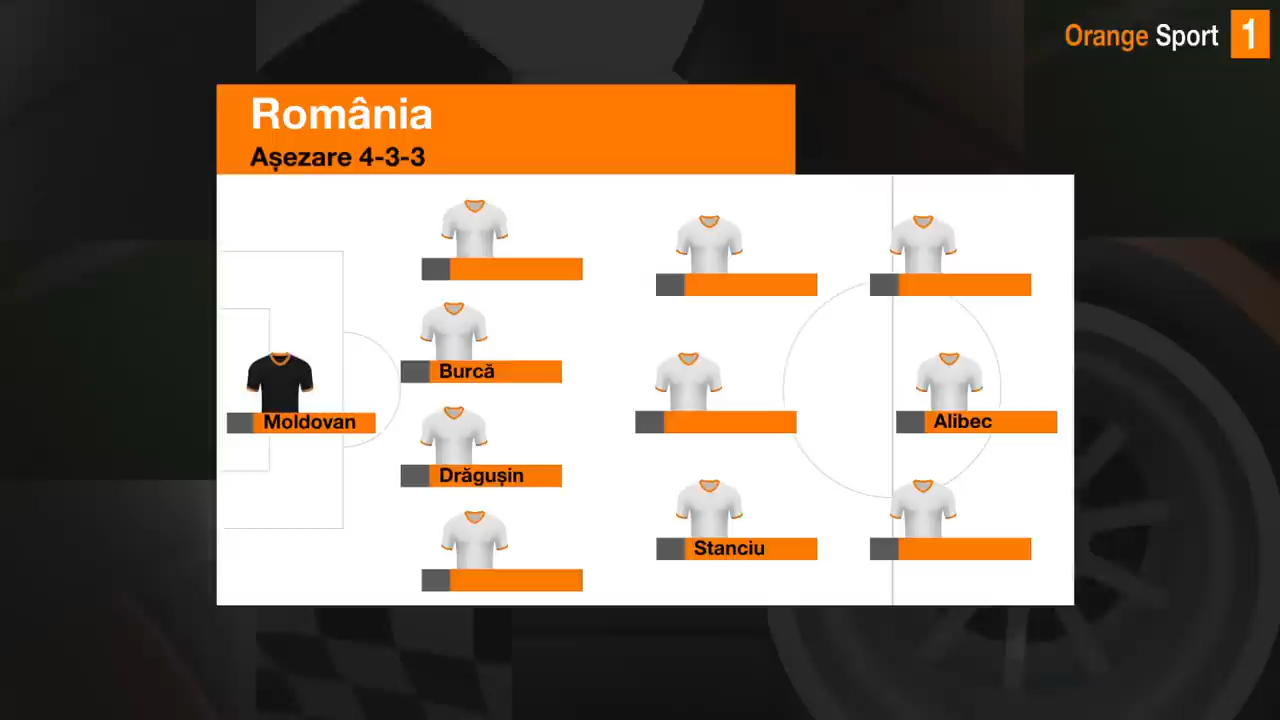 Orange Sport 1
România
Așezare 4-3-3
Burcă
Moldovan
Alibec
Drăgușin
Stanciu